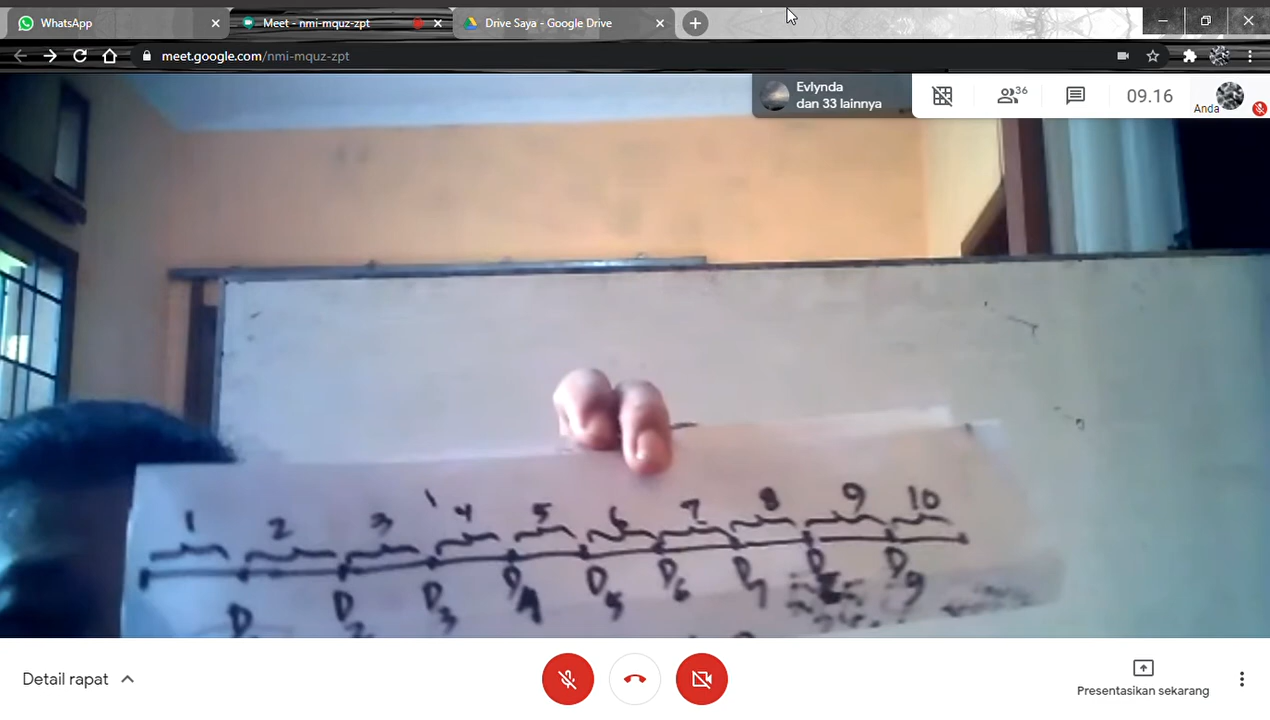 WhatsApp
Meet - nmi-mquz-zpt
Drive Saya - Google Drive
meet.google.com/nmi-mquz-zpt
Evlynda
dan 33 lainnya
36
09.16
Anda
1 2 3 4 5 6 7 8 9 10
D D2 D3 D4 D5 D6 D7 D D9
Detail rapat
Presentasikan sekarang